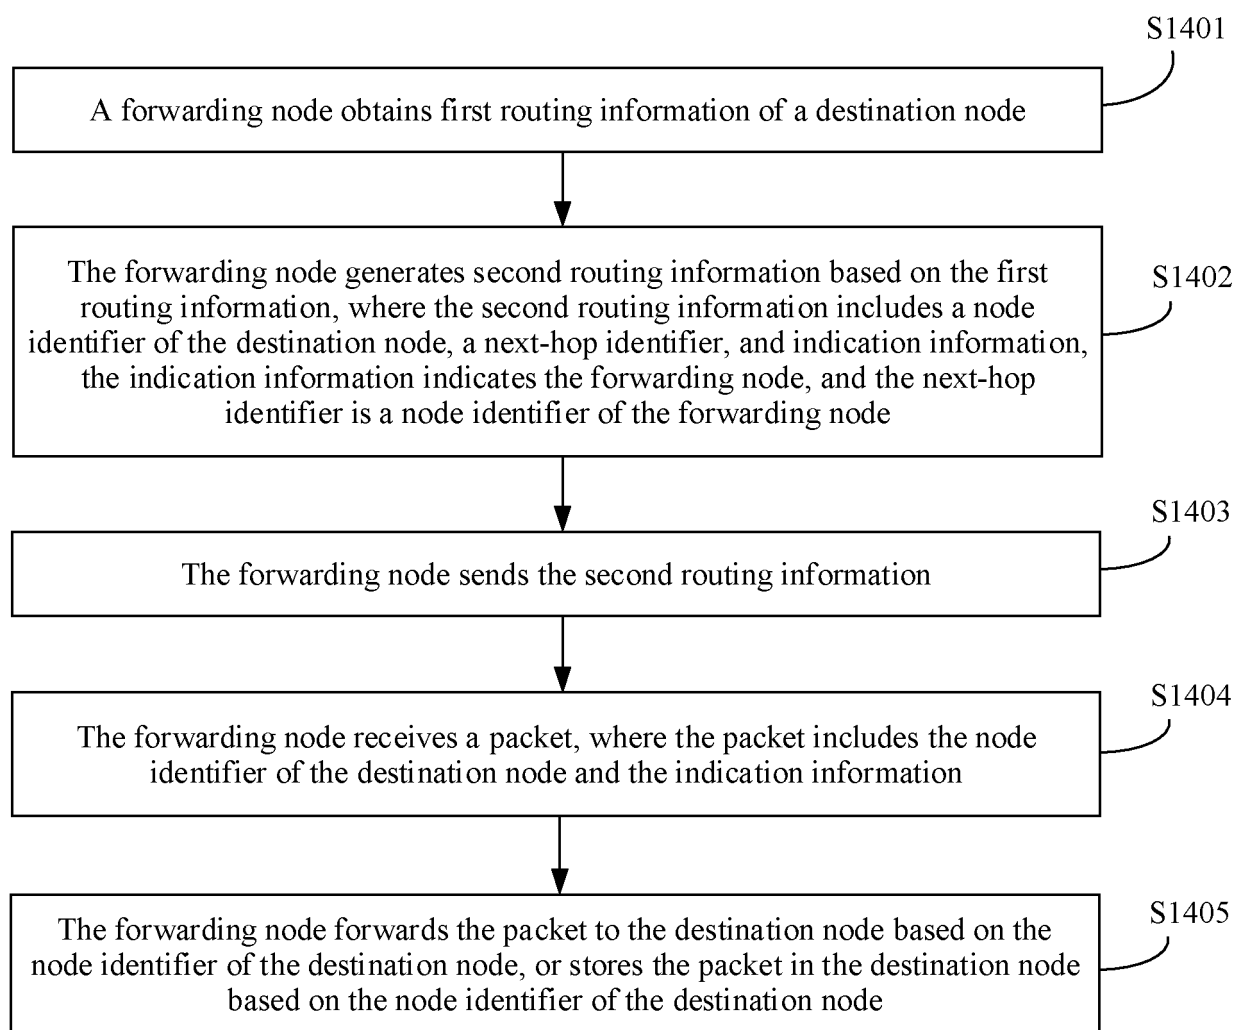 S1401
A forwarding node obtains first routing information of a destination node
The forwarding node generates second routing information based on the first
routing information, where the second routing information includes a node
identifier of the destination node, a next-hop identifier, and indication information,
the indication information indicates the forwarding node, and the next-hop
identifier is a node identifier of the forwarding node
S1402
S1403
The forwarding node sends the second routing information
S1404
The forwarding node receives a packet, where the packet includes the node
identifier of the destination node and the indication information
S1405
The forwarding node forwards the packet to the destination node based on the
node identifier of the destination node, or stores the packet in the destination node
based on the node identifier of the destination node